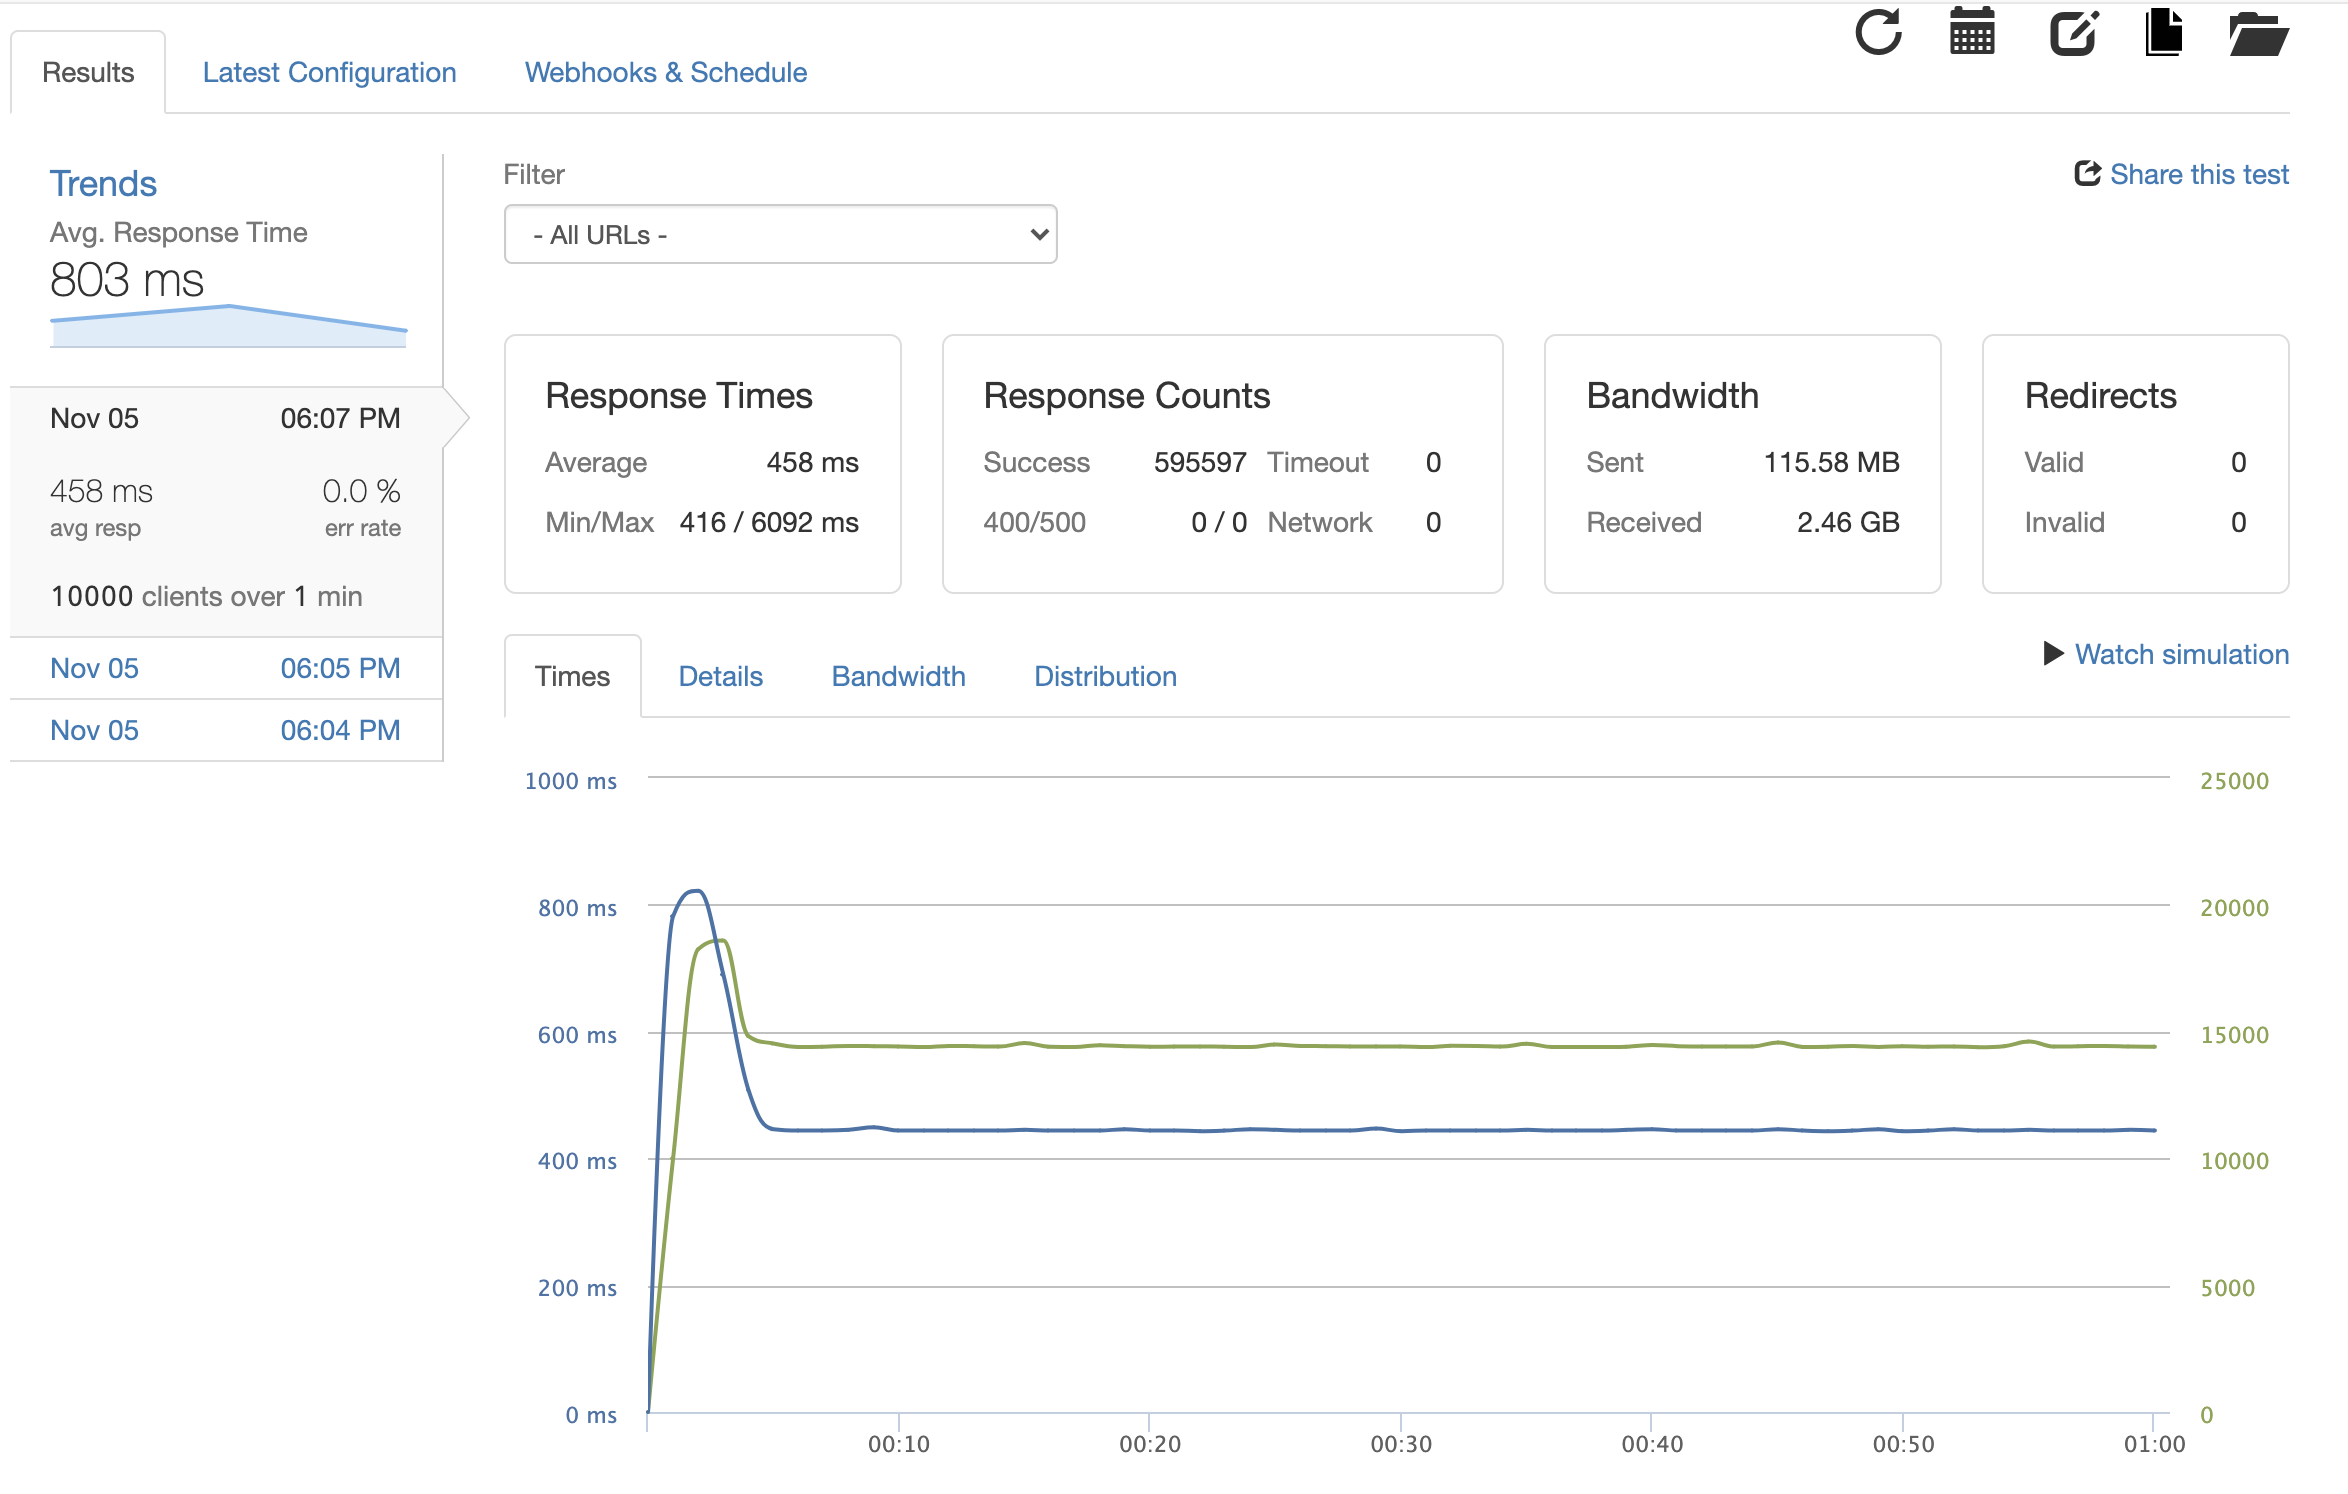 Results
Latest Configuration
Webhooks & Schedule
Trends
Avg. Response Time
803 ms
Nov 05 06:07 PM
458 ms 0.0 %
avg resp err rate
10000 clients over 1 min
Nov 05 06:05 PM
Nov 05 06:04 PM
Filter
Share this test
- All URLs -
Response Times
Average 458 ms
Min/Max 416 / 6092 ms
Response Counts
Success 595597 Timeout 0
400/500 0 / 0 Network 0
Bandwidth
Sent 115.58 MB
Received 2.46 GB
Redirects
Valid 0
Invalid 0
Times
Details
Bandwidth
Distribution
Watch simulation
1000 ms 25000
800 ms 20000
600 ms 15000
400 ms 10000
200 ms 5000
0 ms 0
00:10 00:20 00:30 00:40 00:50 01:00